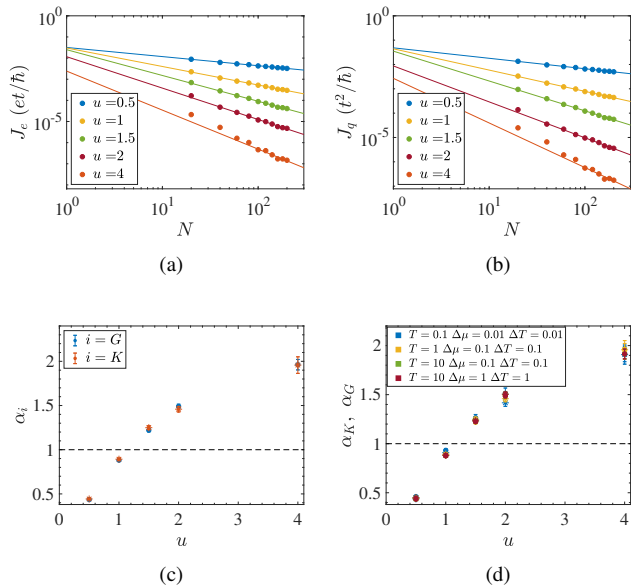 J_e (et/ℏ)
10^0
10^-5
u =0.5
u =1
u =1.5
u =2
u =4
10^0 10^1 10^2
N
(a)
J_q (t^2/ℏ)
10^0
10^-5
u =0.5
u =1
u =1.5
u =2
u =4
10^0 10^1 10^2
N
(b)
α_i
2
1.5
1
0.5
i = G
i = K
0 1 2 3 4
u
(c)
α_K, α_G
2
1.5
1
0.5
T = 0.1 Δμ = 0.01 ΔT = 0.01
T = 1 Δμ = 0.1 ΔT = 0.1
T = 10 Δμ = 0.1 ΔT = 0.1
T = 10 Δμ = 1 ΔT = 1
0 1 2 3 4
u
(d)